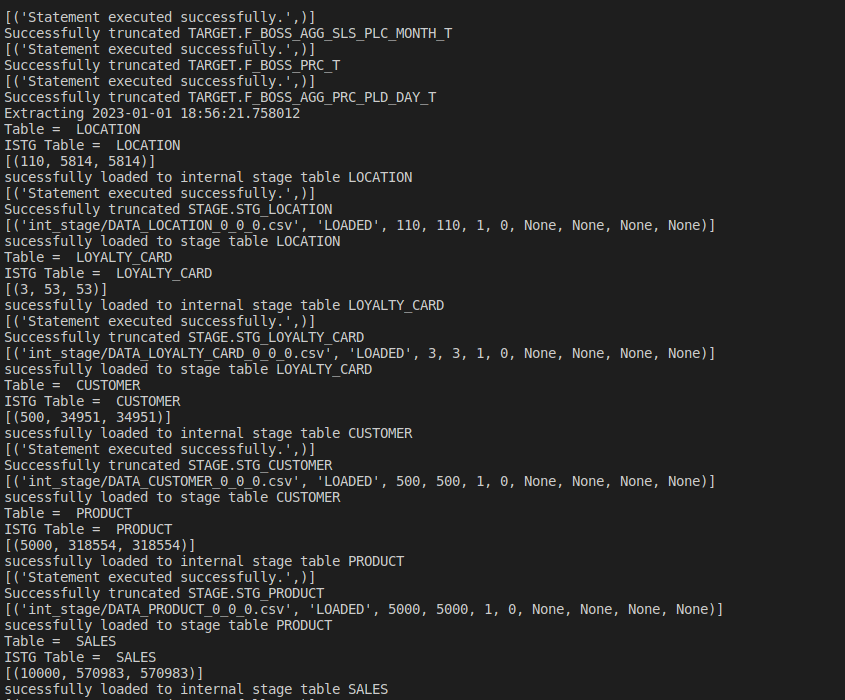 [('Statement executed successfully.',)]
Successfully truncated TARGET.F_BOSS_AGG_SLS_PLC_MONTH_T
[('Statement executed successfully.',)]
Successfully truncated TARGET.F_BOSS_PRC_T
[('Statement executed successfully.',)]
Successfully truncated TARGET.F_BOSS_AGG_PRC_PLD_DAY_T
Extracting 2023-01-01 18:56:21.758012
Table =  LOCATION
ISTG Table =  LOCATION
[(110, 5814, 5814)]
sucessfully loaded to internal stage table LOCATION
[('Statement executed successfully.',)]
Successfully truncated STAGE.STG_LOCATION
[('int_stage/DATA_LOCATION_0_0_0.csv', 'LOADED', 110, 110, 1, 0, None, None, None, None)]
sucessfully loaded to stage table LOCATION
Table =  LOYALTY_CARD
ISTG Table =  LOYALTY_CARD
[(3, 53, 53)]
sucessfully loaded to internal stage table LOYALTY_CARD
[('Statement executed successfully.',)]
Successfully truncated STAGE.STG_LOYALTY_CARD
[('int_stage/DATA_LOYALTY_CARD_0_0_0.csv', 'LOADED', 3, 3, 1, 0, None, None, None, None)]
sucessfully loaded to stage table LOYALTY_CARD
Table =  CUSTOMER
ISTG Table =  CUSTOMER
[(500, 34951, 34951)]
sucessfully loaded to internal stage table CUSTOMER
[('Statement executed successfully.',)]
Successfully truncated STAGE.STG_CUSTOMER
[('int_stage/DATA_CUSTOMER_0_0_0.csv', 'LOADED', 500, 500, 1, 0, None, None, None, None)]
sucessfully loaded to stage table CUSTOMER
Table =  PRODUCT
ISTG Table =  PRODUCT
[(5000, 318554, 318554)]
sucessfully loaded to internal stage table PRODUCT
[('Statement executed successfully.',)]
Successfully truncated STAGE.STG_PRODUCT
[('int_stage/DATA_PRODUCT_0_0_0.csv', 'LOADED', 5000, 5000, 1, 0, None, None, None, None)]
sucessfully loaded to stage table PRODUCT
Table =  SALES
ISTG Table =  SALES
[(10000, 570983, 570983)]
sucessfully loaded to internal stage table SALES